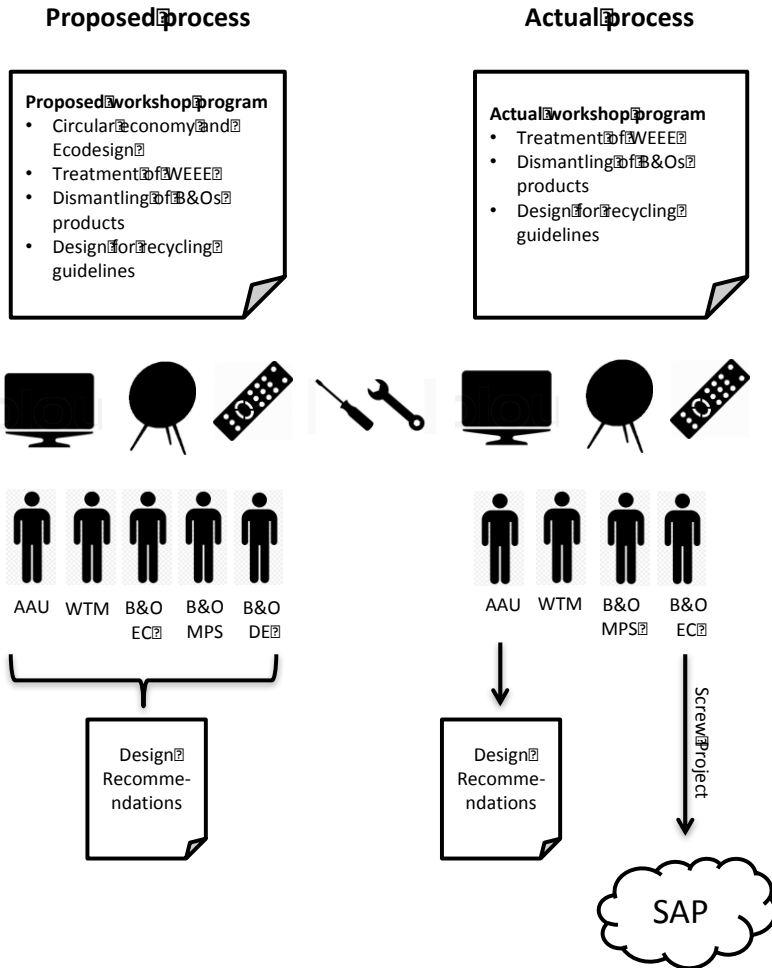 Proposed process
Proposed workshop program
• Circular economy and
Ecodesign
• Treatment of WEEE
• Dismantling of B&Os
products
• Design for recycling
guidelines
AAU
WTM
B&O
EC
B&O
MPS
B&O
DE
Design
Recomme-
ndations
Actual process
Actual workshop program
• Treatment of WEEE
• Dismantling of B&Os
products
• Design for recycling
guidelines
AAU
WTM
B&O
MPS
B&O
EC
Design
Recomme-
ndations
Screw Project
SAP